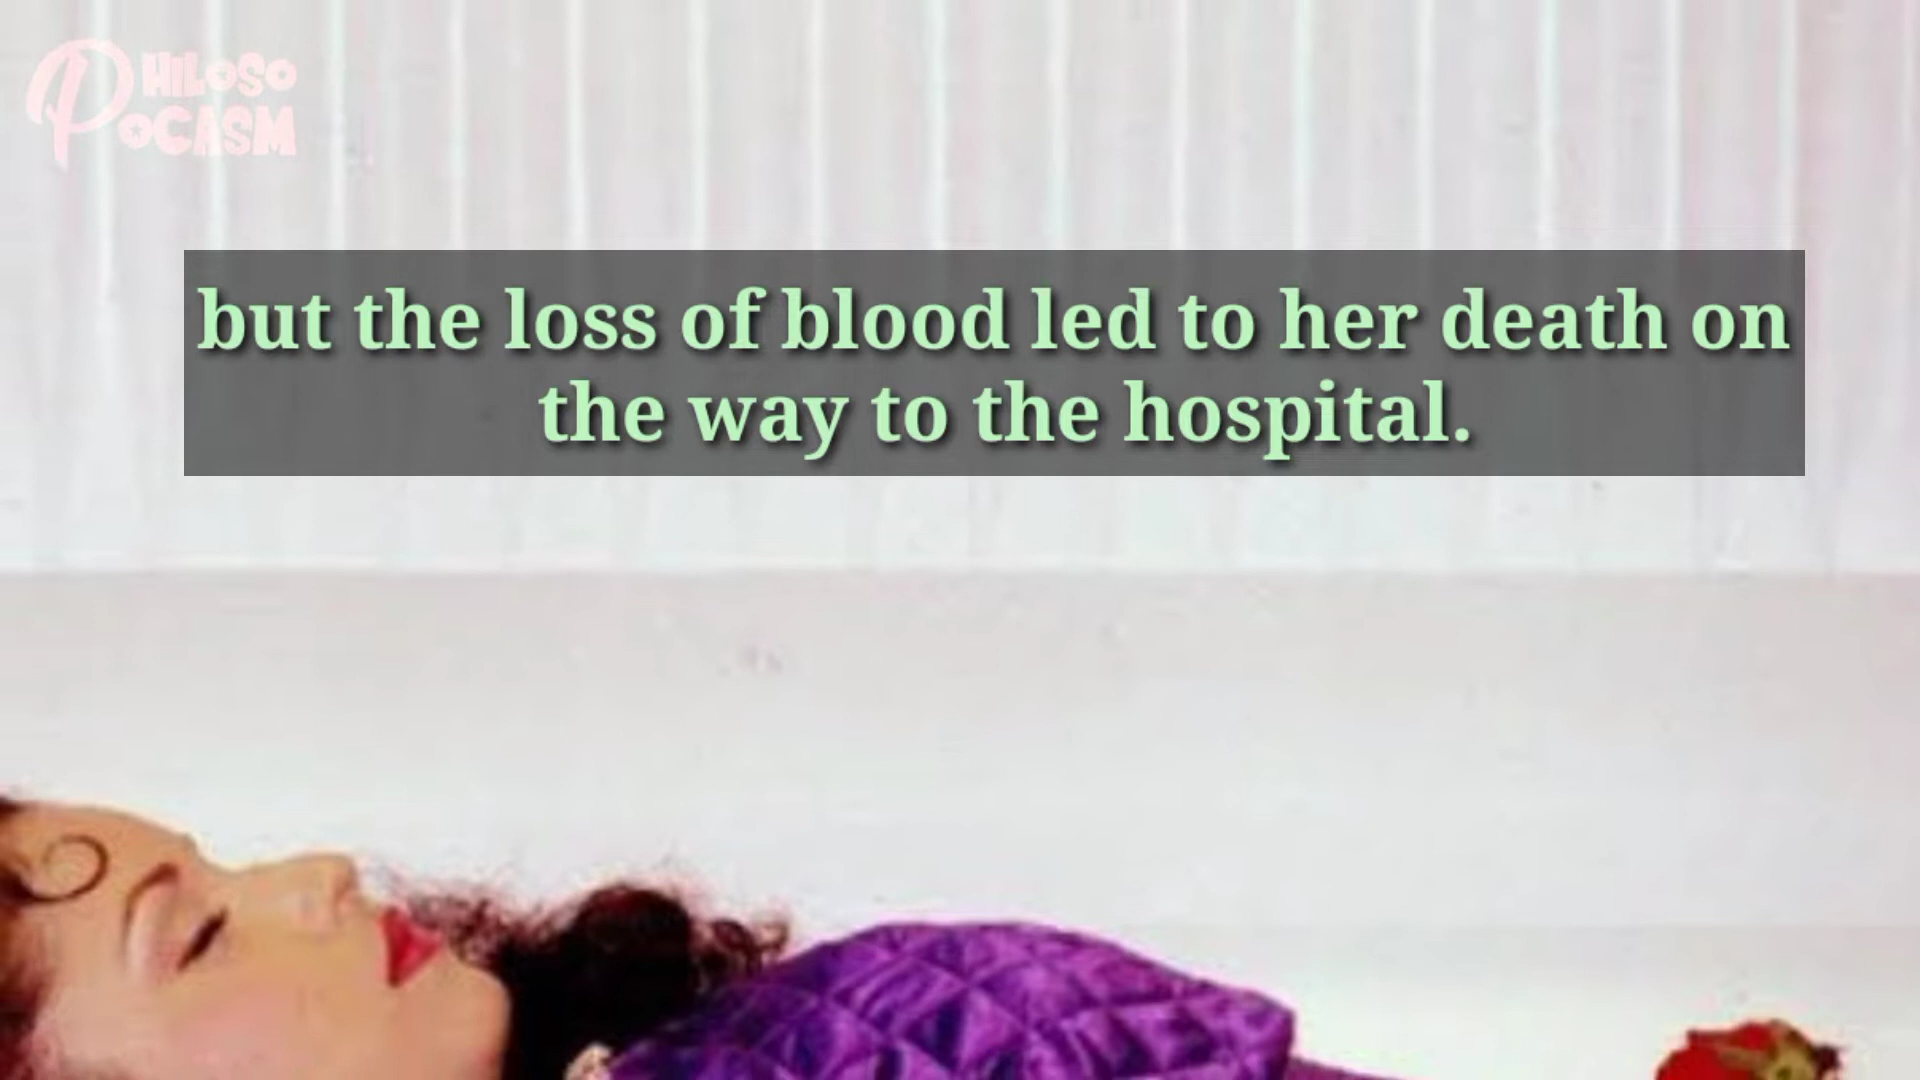 PHILOSO
POCASM
but the loss of blood led to her death on
the way to the hospital.